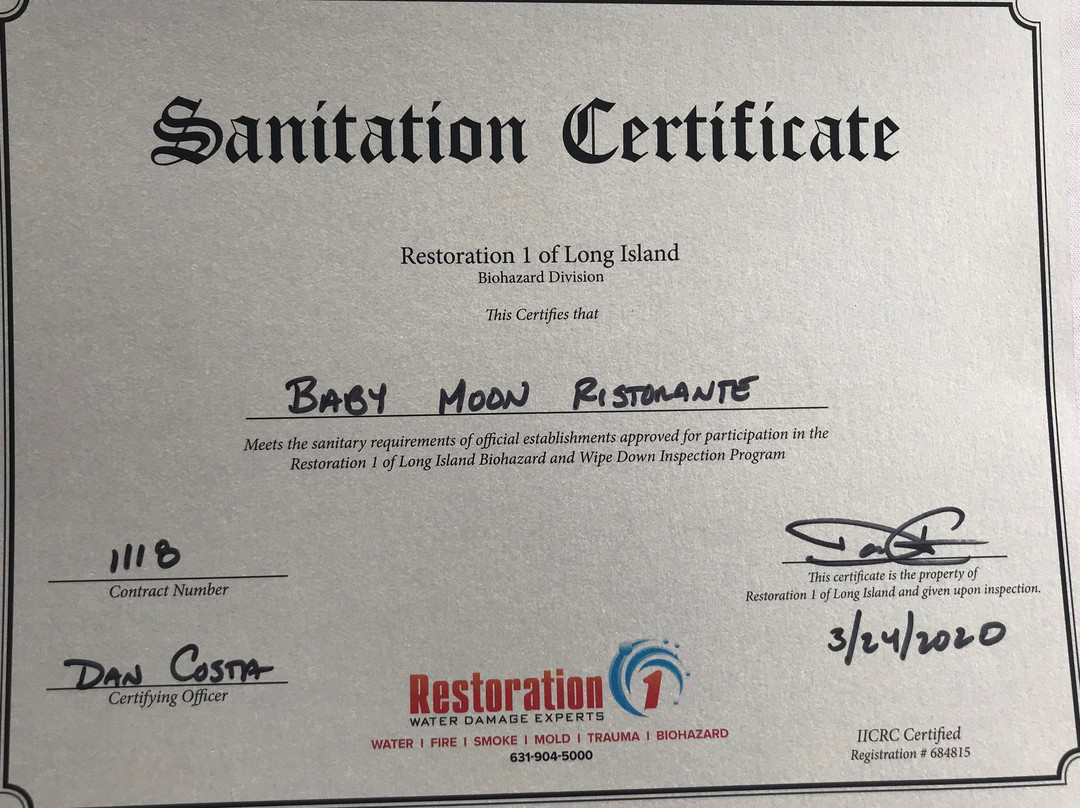 Sanitation Certificate
Restoration 1 of Long Island
Biohazard Division
This Certifies that
BABY MOON RISTORANTE
Meets the sanitary requirements of official establishments approved for participation in the
Restoration 1 of Long Island Biohazard and Wipe Down Inspection Program
1118
Contract Number
This certificate is the property of
Restoration 1 of Long Island and given upon inspection.
3/24/2020
DAN COSTA
Certifying Officer
Restoration 1
WATER DAMAGE EXPERTS
WATER | FIRE | SMOKE | MOLD | TRAUMA | BIOHAZARD
631-904-5000
IICRC Certified
Registration # 684815